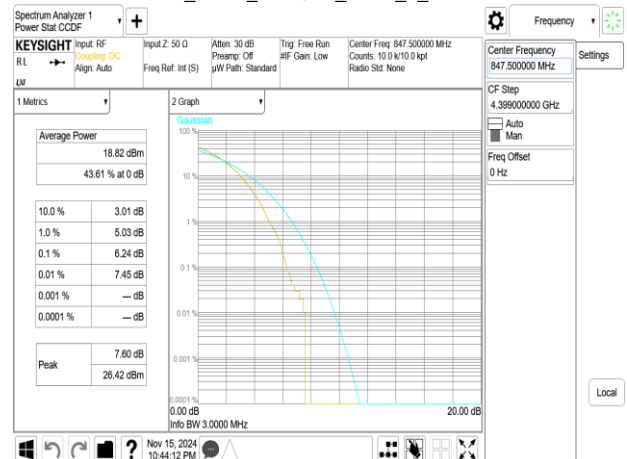 Spectrum Analyzer 1
Power Stat CCDF
Frequency
KEYSIGHT
RL
LXI
Input: RF
Coupling: DC
Align: Auto
Input Z: 50 Ω
Freq Ref: Int (S)
Atten: 30 dB
Preamp: Off
µW Path: Standard
Trig: Free Run
#IF Gain: Low
Center Freq: 847.500000 MHz
Counts: 10.0 k/10.0 kpt
Radio Std: None
Center Frequency
847.500000 MHz
Settings
CF Step
4.399000000 GHz
Auto
Man
Freq Offset
0 Hz
1 Metrics
Average Power
18.82 dBm
43.61 % at 0 dB
10.0 % 3.01 dB
1.0 % 5.03 dB
0.1 % 6.24 dB
0.01 % 7.45 dB
0.001 % --- dB
0.0001 % --- dB
Peak
7.60 dB
26.42 dBm
2 Graph
Gaussian
100 %
10 %
1 %
0.1 %
0.01 %
0.001 %
0.0001 %
0.00 dB 20.00 dB
Info BW 3.0000 MHz
Local
?
Nov 15, 2024
10:44:12 PM